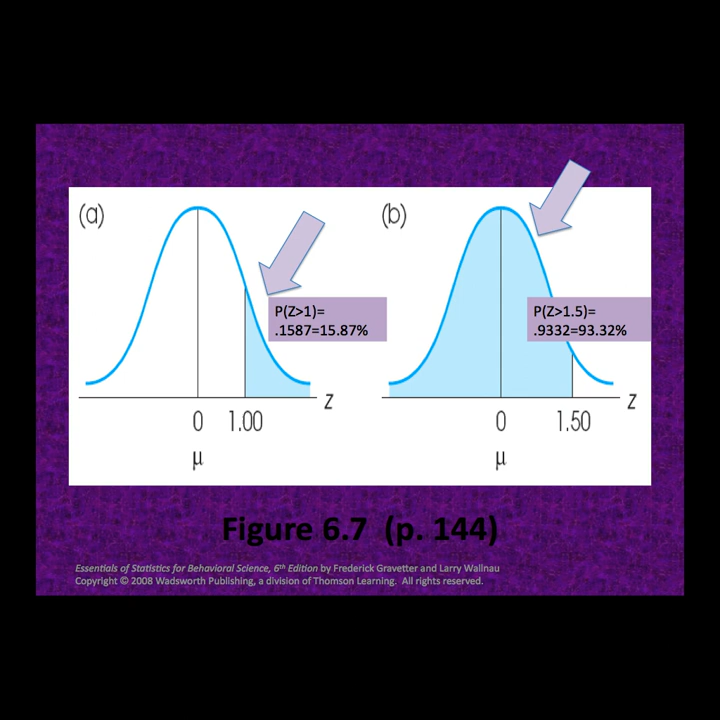 (a)
P(Z>1)=
.1587=15.87%
0 1.00 Z
μ
(b)
P(Z>1.5)=
.9332=93.32%
0 1.50 Z
μ
Figure 6.7 (p. 144)
Essentials of Statistics for Behavioral Science, 6th Edition by Frederick Gravetter and Larry Wallnau
Copyright © 2008 Wadsworth Publishing, a division of Thomson Learning. All rights reserved.